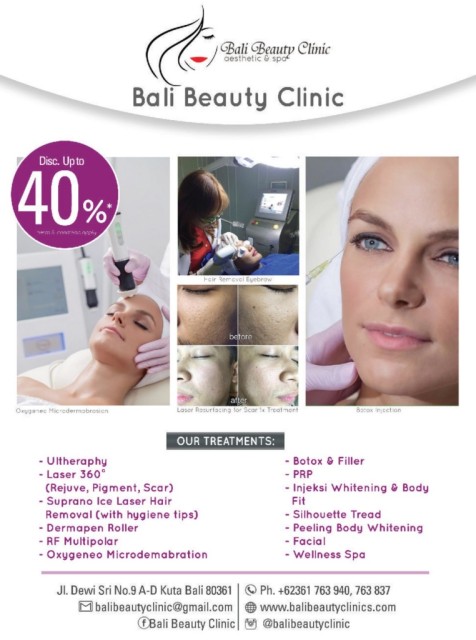 Bali Beauty Clinic
aesthetic & spa
Bali Beauty Clinic
Disc. Up to
40%*
Hair Removal Eyebrow
before
after
Oxygeneo Microdermabrasion
Laser Resurfacing for Scar 1x Treatment
Botox Injection
OUR TREATMENTS:
- Ultheraphy
- Laser 360°
(Rejuve, Pigment, Scar)
- Suprano Ice Laser Hair
Removal (with hygiene tips)
- Dermapen Roller
- RF Multipolar
- Oxygeneo Microdemabration
- Botox & Filler
- PRP
- Injeksi Whitening & Body
Fit
- Silhouette Tread
- Peeling Body Whitening
- Facial
- Wellness Spa
Jl. Dewi Sri No.9 A-D Kuta Bali 80361
Ph. +62361 763 940, 763 837
balibeautyclinic@gmail.com
www.balibeautyclinics.com
Bali Beauty Clinic
@balibeautyclinic